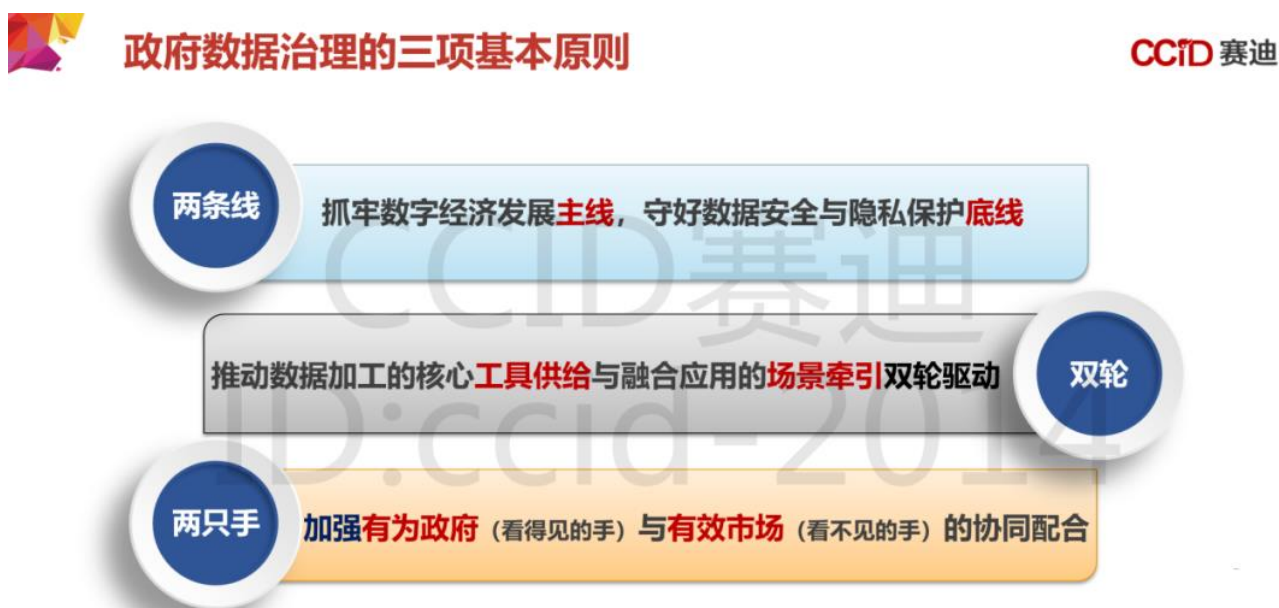 政府数据治理的三项基本原则
CCID 赛迪
两条线
抓牢数字经济发展主线，守好数据安全与隐私保护底线
推动数据加工的核心工具供给与融合应用的场景牵引双轮驱动
双轮
两只手
加强有为政府（看得见的手）与有效市场（看不见的手）的协同配合
CCID赛迪
ID:ccid-2014